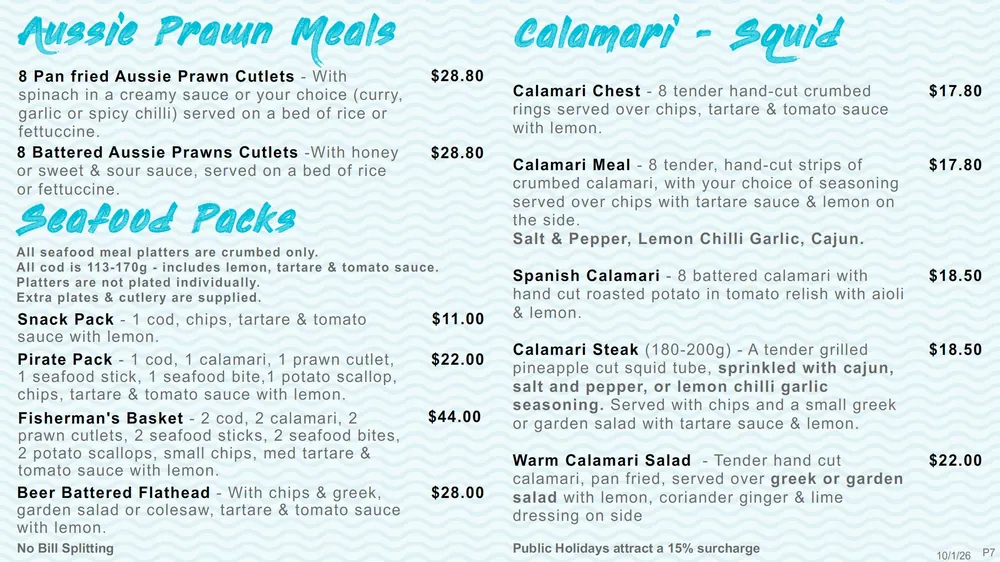 Aussie Prawn Meals
8 Pan fried Aussie Prawn Cutlets - With $28.80
spinach in a creamy sauce or your choice (curry,
garlic or spicy chilli) served on a bed of rice or
fettuccine.
8 Battered Aussie Prawns Cutlets -With honey $28.80
or sweet & sour sauce, served on a bed of rice
or fettuccine.
Seafood Packs
All seafood meal platters are crumbed only.
All cod is 113-170g - includes lemon, tartare & tomato sauce.
Platters are not plated individually.
Extra plates & cutlery are supplied.
Snack Pack - 1 cod, chips, tartare & tomato $11.00
sauce with lemon.
Pirate Pack - 1 cod, 1 calamari, 1 prawn cutlet, $22.00
1 seafood stick, 1 seafood bite,1 potato scallop,
chips, tartare & tomato sauce with lemon.
Fisherman's Basket - 2 cod, 2 calamari, 2 $44.00
prawn cutlets, 2 seafood sticks, 2 seafood bites,
2 potato scallops, small chips, med tartare &
tomato sauce with lemon.
Beer Battered Flathead - With chips & greek, $28.00
garden salad or colesaw, tartare & tomato sauce
with lemon.
No Bill Splitting
Calamari - Squid
Calamari Chest - 8 tender hand-cut crumbed $17.80
rings served over chips, tartare & tomato sauce
with lemon.
Calamari Meal - 8 tender, hand-cut strips of $17.80
crumbed calamari, with your choice of seasoning
served over chips with tartare sauce & lemon on
the side.
Salt & Pepper, Lemon Chilli Garlic, Cajun.
Spanish Calamari - 8 battered calamari with $18.50
hand cut roasted potato in tomato relish with aioli
& lemon.
Calamari Steak (180-200g) - A tender grilled $18.50
pineapple cut squid tube, sprinkled with cajun,
salt and pepper, or lemon chilli garlic
seasoning. Served with chips and a small greek
or garden salad with tartare sauce & lemon.
Warm Calamari Salad - Tender hand cut $22.00
calamari, pan fried, served over greek or garden
salad with lemon, coriander ginger & lime
dressing on side
Public Holidays attract a 15% surcharge
10/1/26 P7